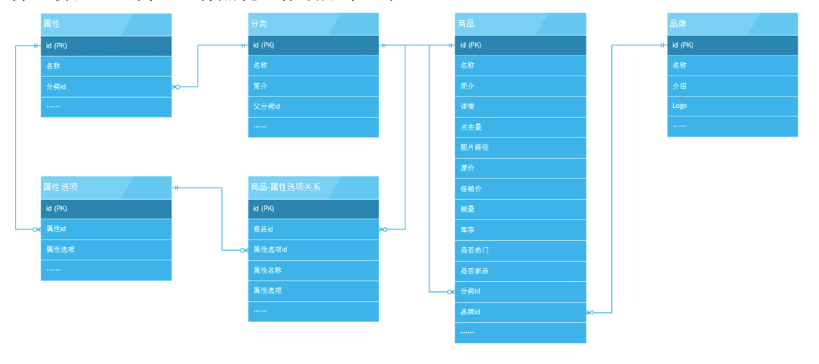 属性
id (PK)
名称
分类id
……
分类
id (PK)
名称
简介
父分类id
……
商品
id (PK)
名称
简介
详情
点击量
图片路径
原价
促销价
销量
库存
是否热门
是否新品
分类id
品牌id
……
品牌
id (PK)
名称
介绍
Logo
……
属性选项
id (PK)
属性id
属性选项
……
商品-属性选项关系
id (PK)
商品id
属性选项id
属性名称
属性选项
……